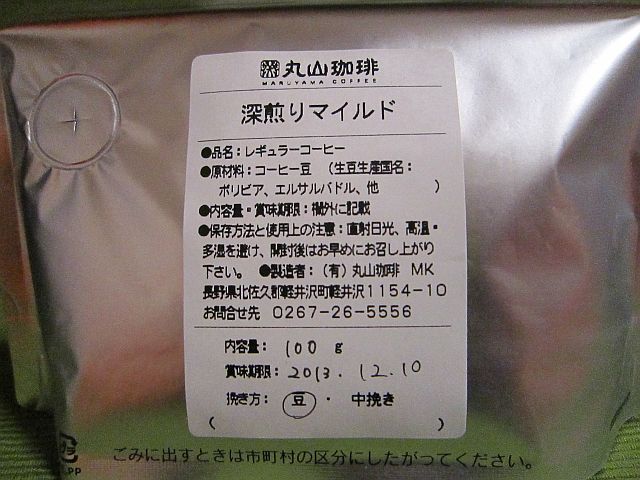 丸山珈琲
MARUYAMA COFFEE
深煎りマイルド
●品名：レギュラーコーヒー
●原材料：コーヒー豆 （生豆生産国名：
ボリビア、エルサルバドル、他 ）
●内容量・賞味期限：欄外に記載
●保存方法と使用上の注意：直射日光、高温・
多湿を避け、開封後はお早めにお召し上がり
下さい。 ●製造者：（有）丸山珈琲 MK
長野県北佐久郡軽井沢町軽井沢1154-10
お問合せ先 0267-26-5556
内容量： 100 g
賞味期限： 2013. 12. 10
挽き方： 豆 ・ 中挽き
（ ）
プラ
PP
ごみに出すときは市町村の区分にしたがってください。